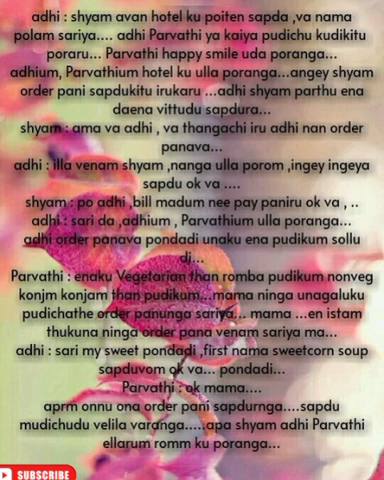 adhi : shyam avan hotel ku poiten sapda ,va nama
polam sariya.... adhi Parvathi ya kaiya pudichu kudikitu
poraru... Parvathi happy smile uda poranga...
adhium, Parvathium hotel ku ulla poranga...angey shyam
order pani sapdukitu irukaru ...adhi shyam parthu ena
daena vittudu sapdura...
shyam : ama va adhi , va thangachi iru adhi nan order
panava...
adhi : illa venam shyam ,nanga ulla porom ,ingey ingeya
sapdu ok va ....
shyam : po adhi ,bill madum nee pay paniru ok va , ..
adhi : sari da ,adhium , Parvathium ulla poranga...
adhi order panava pondadi unaku ena pudikum sollu
di...
Parvathi : enaku Vegetarian than romba pudikum nonveg
konjm konjam than pudikum...mama ninga unagaluku
pudichathe order panunga sariya... mama ...en istam
thukuna ninga order pana venam sariya ma...
adhi : sari my sweet pondadi ,first nama sweetcorn soup
sapduvom ok va... pondadi...
Parvathi : ok mama....
aprm onnu ona order pani sapdurnga....sapdu
mudichudu velila varanga....apa shyam adhi Parvathi
ellarum romm ku poranga...
SUBSCRIBE